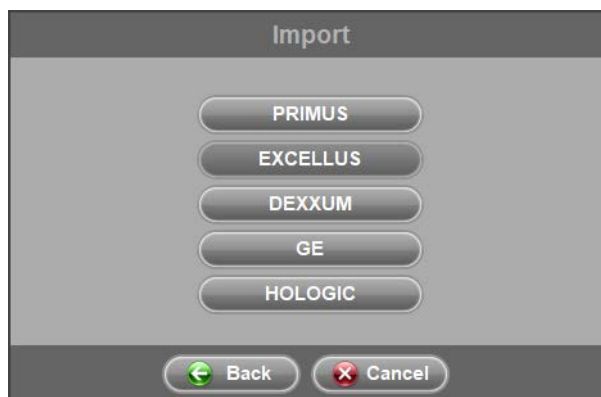 Import
PRIMUS
EXCELLUS
DEXXUM
GE
HOLOGIC
Back Cancel